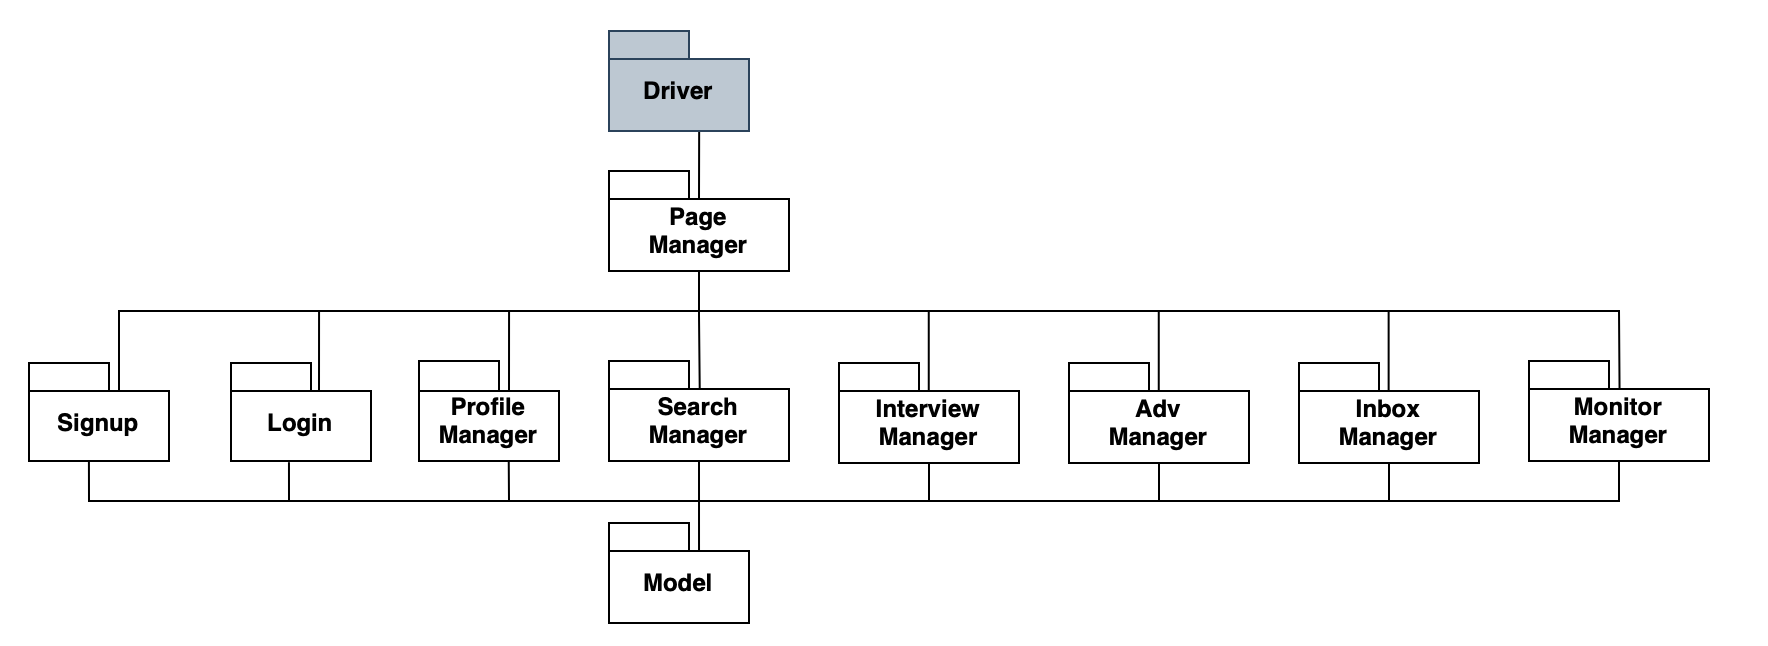 Driver
Page
Manager
Signup
Login
Profile
Manager
Search
Manager
Interview
Manager
Adv
Manager
Inbox
Manager
Monitor
Manager
Model